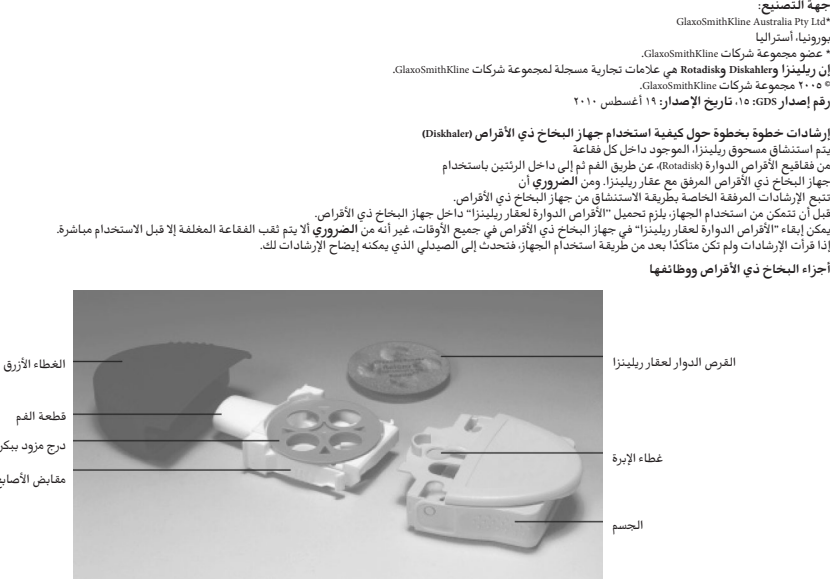 جهة التصنيع:
GlaxoSmithKline Australia Pty Ltd*
بورونيا، أستراليا
* عضو مجموعة شركات GlaxoSmithKline.
إن ريلينزا وDiskahler وRotadisk هي علامات تجارية مسجلة لمجموعة شركات GlaxoSmithKline.
© ٢٠٠٥ مجموعة شركات GlaxoSmithKline.
رقم إصدار GDS: ١٥، تاريخ الإصدار: ١٩ أغسطس ٢٠١٠
إرشادات خطوة بخطوة حول كيفية استخدام جهاز البخاخ ذي الأقراص (Diskhaler)
يتم استنشاق مسحوق ريلينزا، الموجود داخل كل فقاعة
من فقاقيع الأقراص الدوارة (Rotadisk)، عن طريق الفم ثم إلى داخل الرئتين باستخدام
جهاز البخاخ ذي الأقراص المرفق مع عقار ريلينزا. ومن الضروري أن
تتبع الإرشادات المرفقة الخاصة بطريقة الاستنشاق من جهاز البخاخ ذي الأقراص.
قبل أن تتمكن من استخدام الجهاز، يلزم تحميل "الأقراص الدوارة لعقار ريلينزا" داخل جهاز البخاخ ذي الأقراص.
يمكن إبقاء "الأقراص الدوارة لعقار ريلينزا" في جهاز البخاخ ذي الأقراص في جميع الأوقات، غير أنه من الضروري ألا يتم ثقب الفقاعة المغلفة إلا قبل الاستخدام مباشرة.
إذا قرأت الإرشادات ولم تكن متأكدًا بعد من طريقة استخدام الجهاز، فتحدث إلى الصيدلي الذي يمكنه إيضاح الإرشادات لك.
أجزاء البخاخ ذي الأقراص ووظائفها
القرص الدوار لعقار ريلينزا
غطاء الإبرة
الجسم
الغطاء الأزرق
قطعة الفم
درج مزود ببكر
مقابض الأصابع